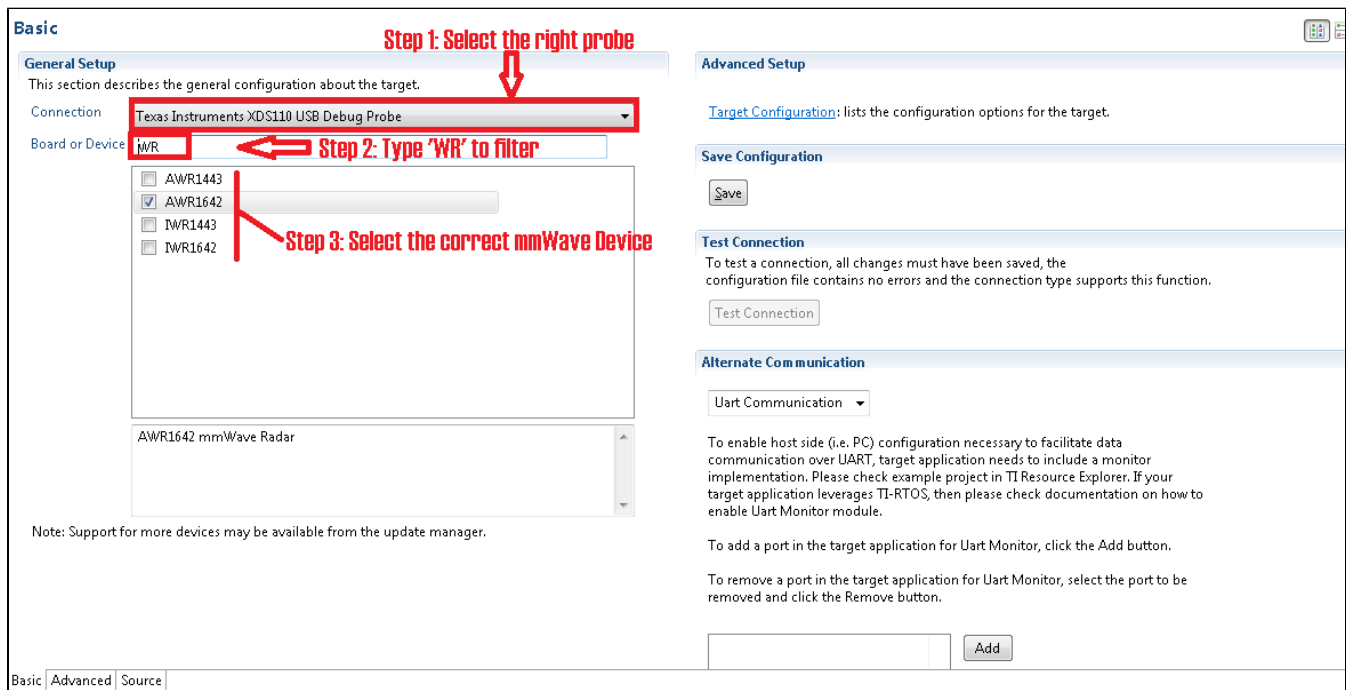 Basic
Step 1: Select the right probe
General Setup
This section describes the general configuration about the target.
Connection
Texas Instruments XDS110 USB Debug Probe
Board or Device
WR
Step 2: Type 'WR' to filter
AWR1443
AWR1642
IWR1443
IWR1642
Step 3: Select the correct mmWave Device
AWR1642 mmWave Radar
Note: Support for more devices may be available from the update manager.
Advanced Setup
Target Configuration: lists the configuration options for the target.
Save Configuration
Save
Test Connection
To test a connection, all changes must have been saved, the
configuration file contains no errors and the connection type supports this function.
Test Connection
Alternate Communication
Uart Communication
To enable host side (i.e. PC) configuration necessary to facilitate data
communication over UART, target application needs to include a monitor
implementation. Please check example project in TI Resource Explorer. If your
target application leverages TI-RTOS, then please check documentation on how to
enable Uart Monitor module.
To add a port in the target application for Uart Monitor, click the Add button.
To remove a port in the target application for Uart Monitor, select the port to be
removed and click the Remove button.
Add
Basic Advanced Source